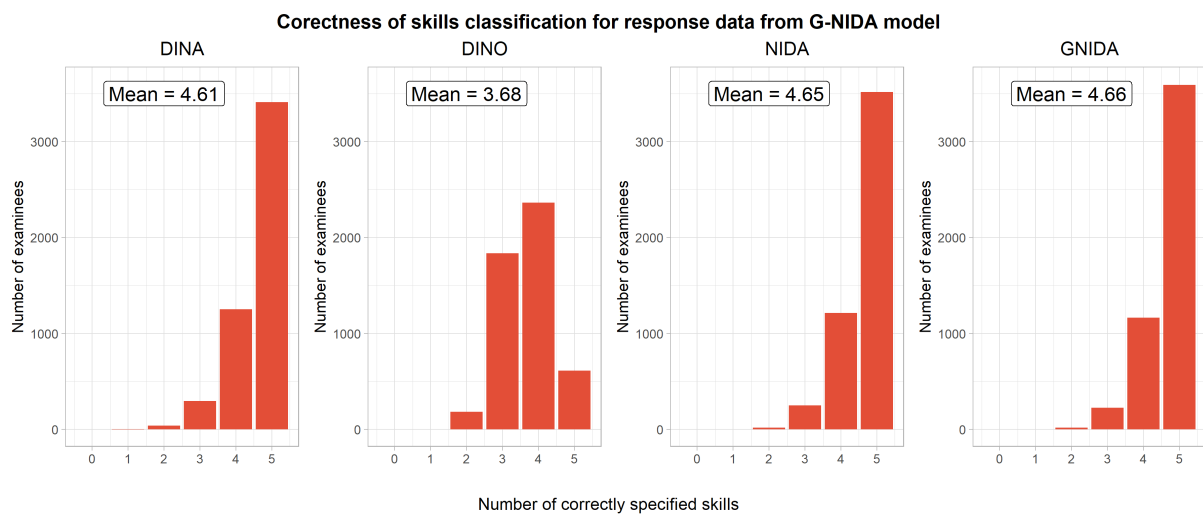 Corectness of skills classification for response data from G-NIDA model
DINA
Mean = 4.61
Number of examinees
3000
2000
1000
0
0 1 2 3 4 5
DINO
Mean = 3.68
Number of examinees
3000
2000
1000
0
0 1 2 3 4 5
NIDA
Mean = 4.65
Number of examinees
3000
2000
1000
0
0 1 2 3 4 5
GNIDA
Mean = 4.66
Number of examinees
3000
2000
1000
0
0 1 2 3 4 5
Number of correctly specified skills